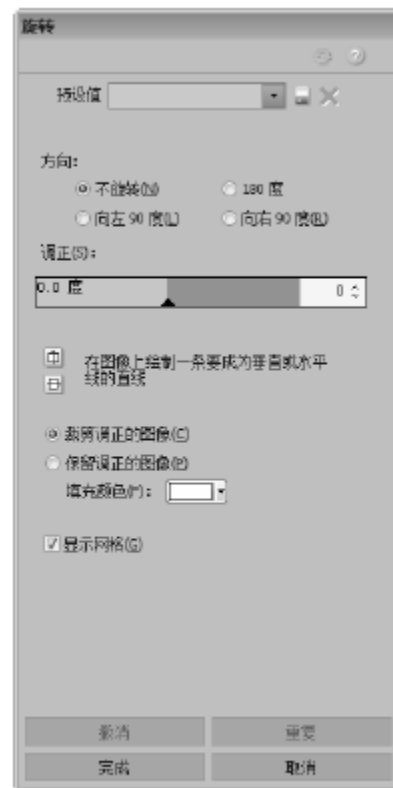 旋转
预设值
方向:
不旋转(N) 180 度
向左 90 度(L) 向右 90 度(R)
调正(S):
0.0 度 0
在图像上绘制一条要成为垂直或水平
线的直线
裁剪调正的图像(C)
保留调正的图像(P)
填充颜色(F):
显示网格(G)
撤消 重复
完成 取消